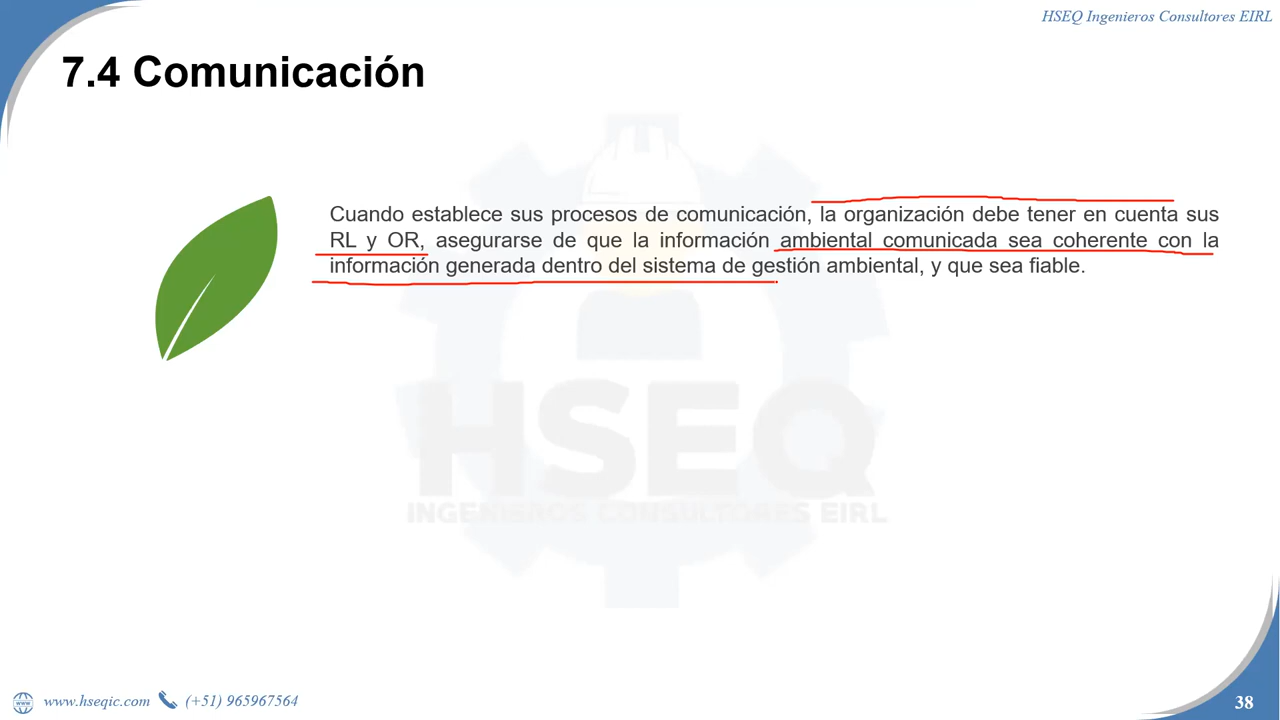 HSEQ Ingenieros Consultores EIRL
7.4 Comunicación
Cuando establece sus procesos de comunicación, la organización debe tener en cuenta sus
RL y OR, asegurarse de que la información ambiental comunicada sea coherente con la
información generada dentro del sistema de gestión ambiental, y que sea fiable.
HSEQ
INGENIEROS CONSULTORES EIRL
www.hseqic.com (+51) 965967564
38